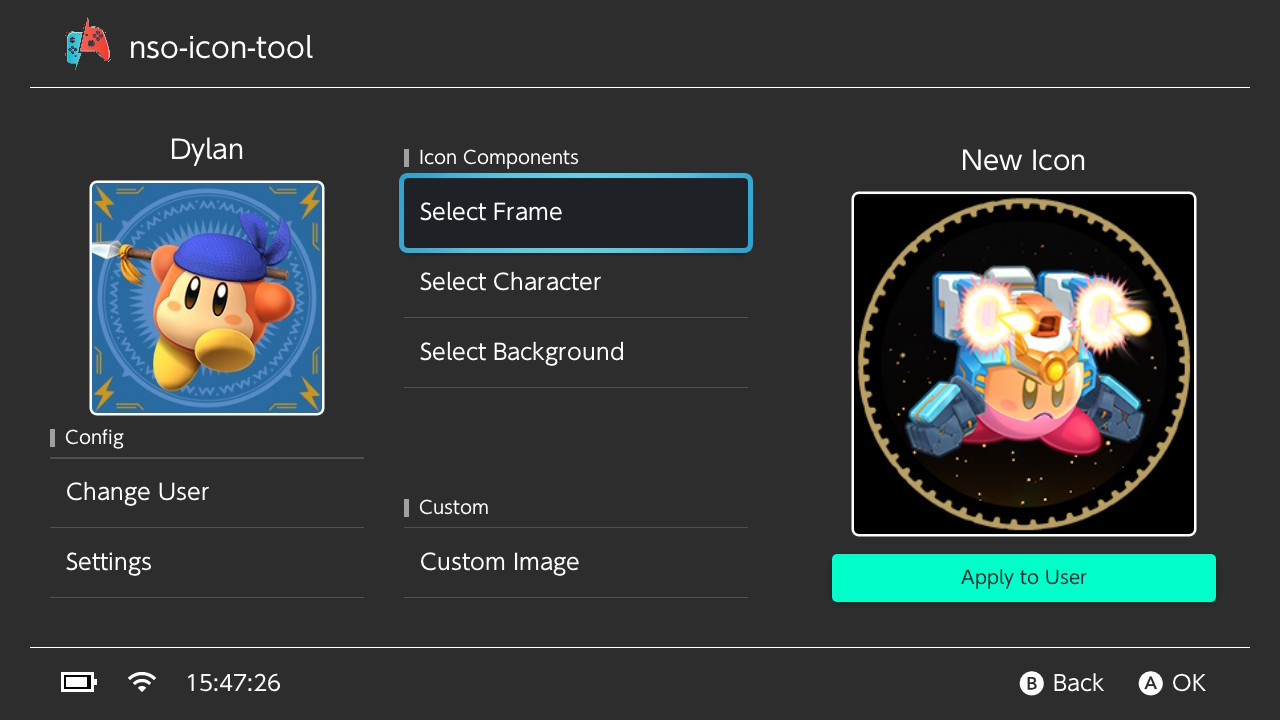 nso-icon-tool
Dylan
Config
Change User
Settings
Icon Components
Select Frame
Select Character
Select Background
Custom
Custom Image
New Icon
Apply to User
15:47:26
B Back
A OK